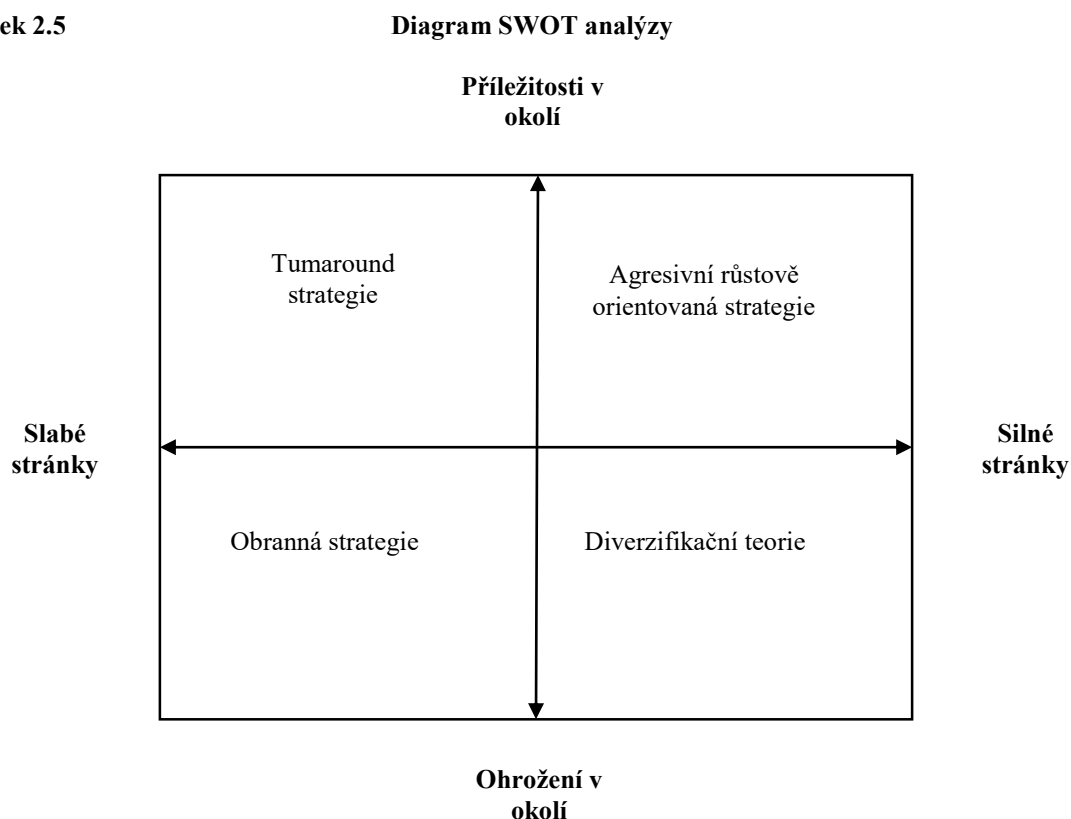 ek 2.5 Diagram SWOT analýzy
Příležitosti v
okolí
Tumaround
strategie
Agresivní růstově
orientovaná strategie
Slabé
stránky
Silné
stránky
Obranná strategie
Diverzifikační teorie
Ohrožení v
okolí